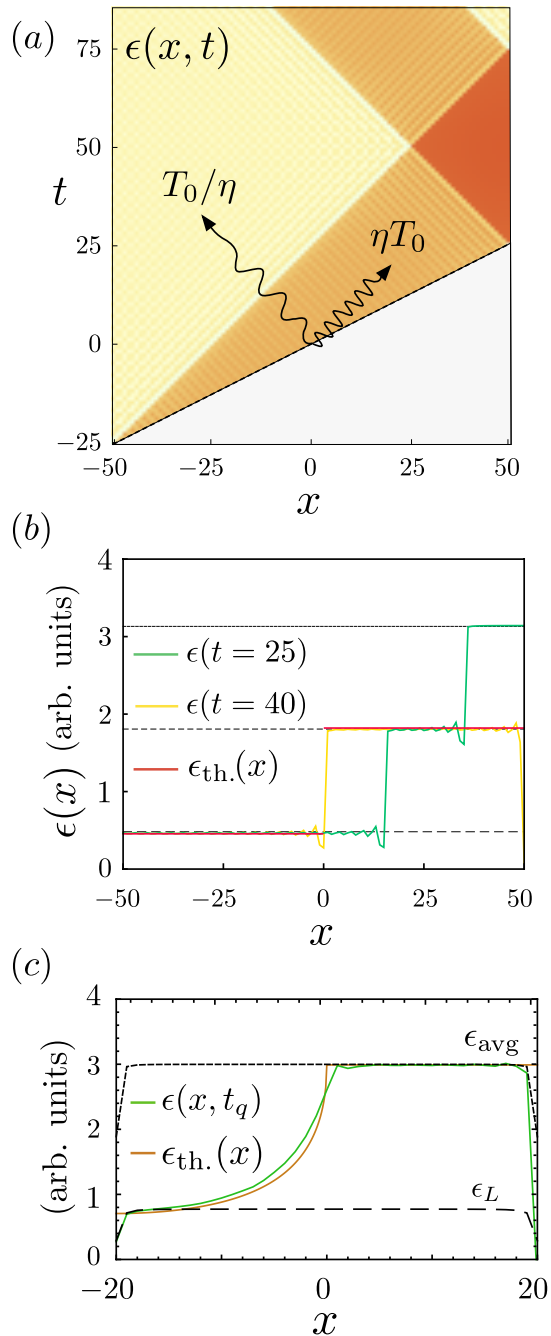 (a)
ϵ(x, t)
75
50
t
T₀/η
ηT₀
25
0
−25
−50 −25 0 25 50
x
(b)
4
3
2
1
0
ϵ(x) (arb. units)
ϵ(t = 25)
ϵ(t = 40)
ϵth.(x)
−50 −25 0 25 50
x
(c)
4
3
2
1
0
(arb. units)
ϵavg
ϵ(x, tq)
ϵth.(x)
ϵL
−20 0 20
x